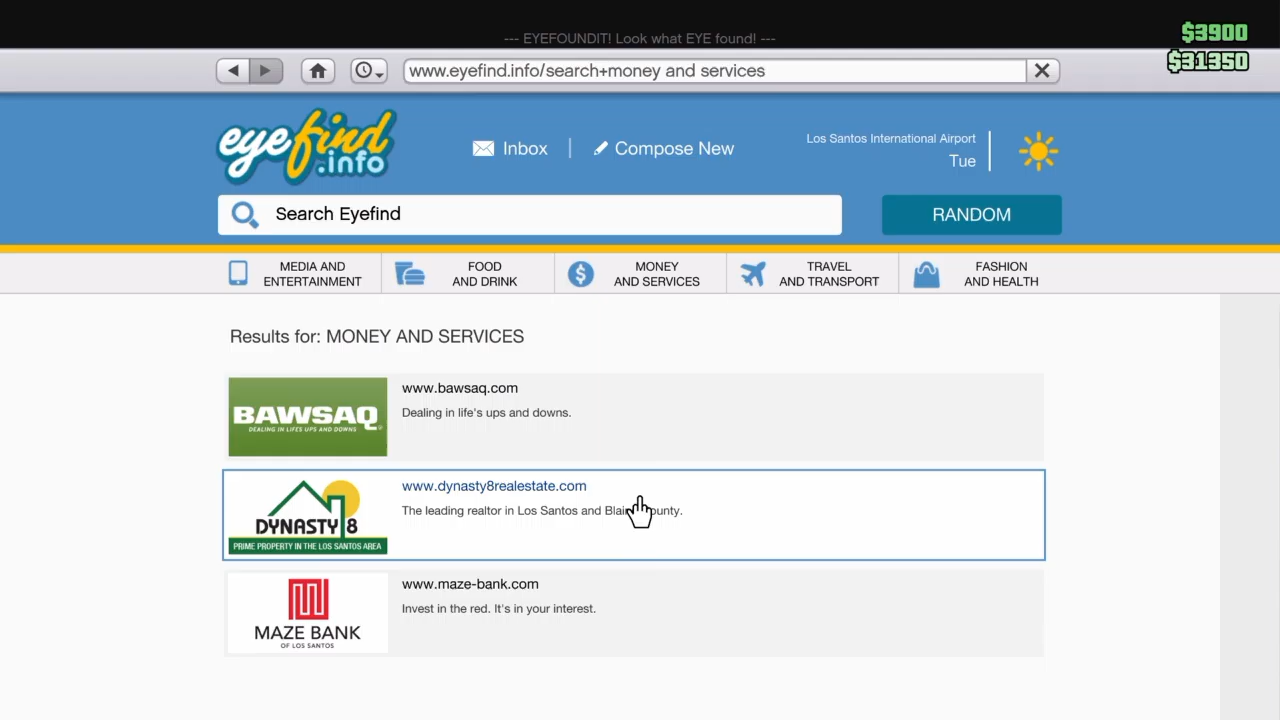 --- EYEFOUNDIT! Look what EYE found! ---
$3900
$31350
www.eyefind.info/search+money and services
eyefind
.info
Inbox
Compose New
Los Santos International Airport
Tue
Search Eyefind
RANDOM
MEDIA AND
ENTERTAINMENT
FOOD
AND DRINK
MONEY
AND SERVICES
TRAVEL
AND TRANSPORT
FASHION
AND HEALTH
Results for: MONEY AND SERVICES
BAWSAQ
DEALING IN LIFE'S UPS AND DOWNS
www.bawsaq.com
Dealing in life's ups and downs.
DYNASTY 8
PRIME PROPERTY IN THE LOS SANTOS AREA
www.dynasty8realestate.com
The leading realtor in Los Santos and
MAZE BANK
OF LOS SANTOS
www.maze-bank.com
Invest in the red. It's in your interest.